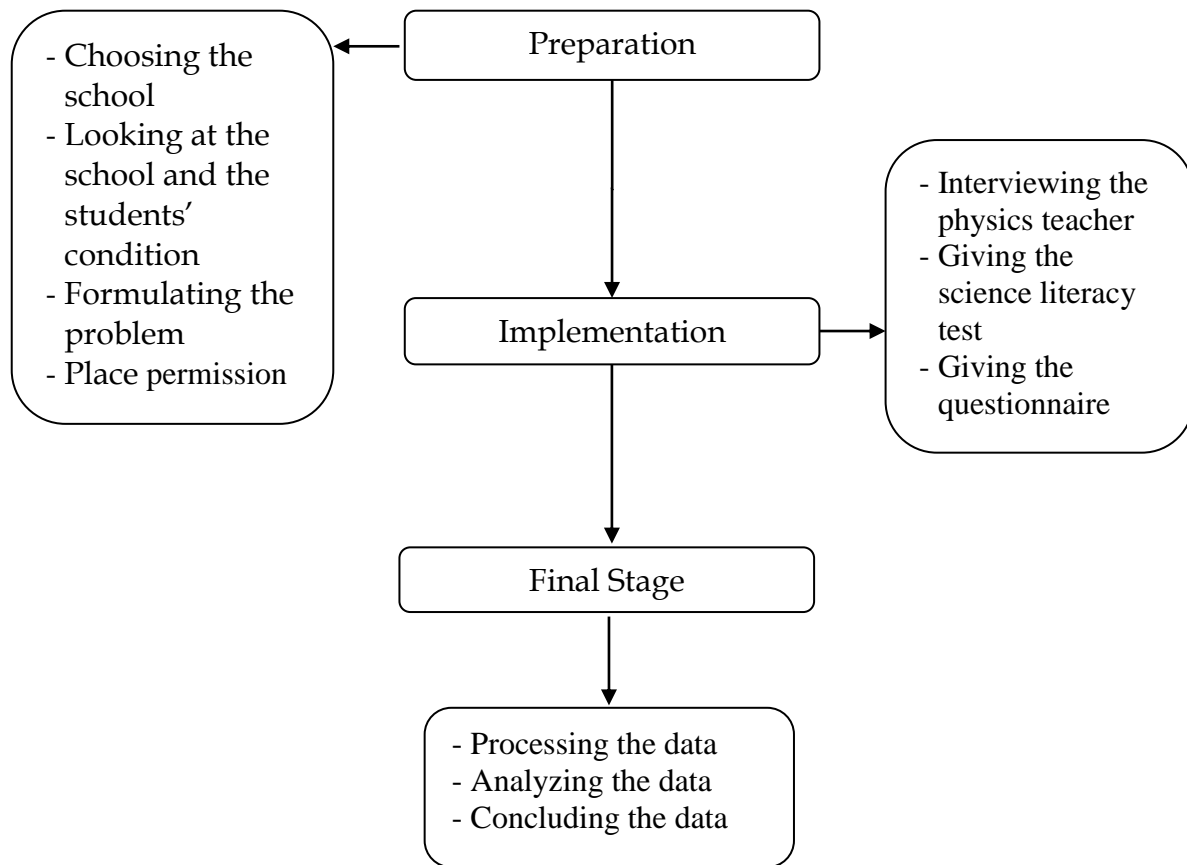 Preparation
- Choosing the
school
- Looking at the
school and the
students’
condition
- Formulating the
problem
- Place permission
Implementation
- Interviewing the
physics teacher
- Giving the
science literacy
test
- Giving the
questionnaire
Final Stage
- Processing the data
- Analyzing the data
- Concluding the data